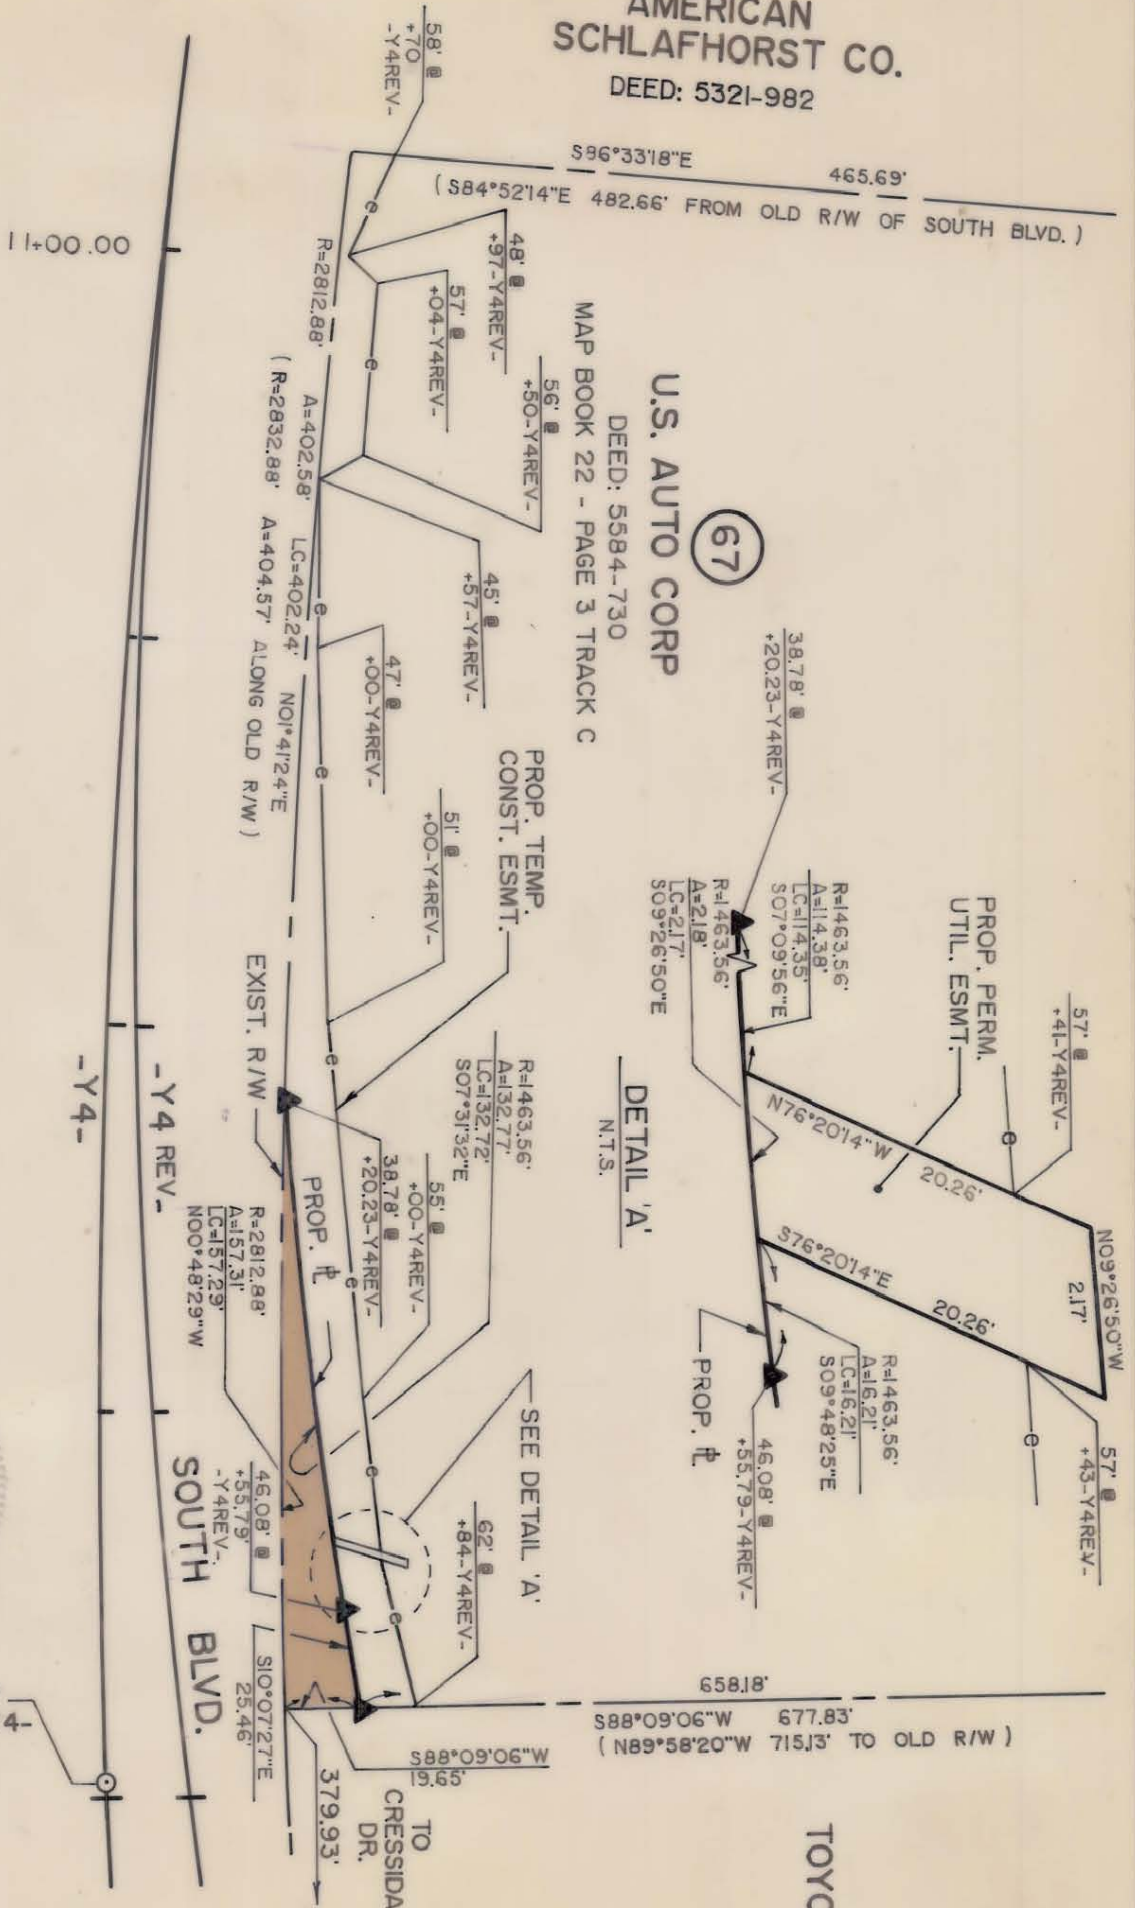 AMERICAN
SCHLAFHORST CO.
DEED: 5321-982
58' @
+70
-Y4REV-
S96°33'18"E 465.69'
( S84°52'14"E 482.66' FROM OLD R/W OF SOUTH BLVD. )
11+00.00
48' @
+97-Y4REV-
57' @
+04-Y4REV-
56' @
+50-Y4REV-
45' @
+57-Y4REV-
47' @
+00-Y4REV-
51' @
+00-Y4REV-
R=2812.88' A=402.58' LC=402.24' N01°41'24"E
( R=2832.88' A=404.57' ALONG OLD R/W )
U.S. AUTO CORP
DEED: 5584-730
MAP BOOK 22 - PAGE 3 TRACK C
67
38.78' @
+20.23-Y4REV-
R=1463.56'
A=114.38'
LC=114.35'
S07°09'56"E
R=1463.56'
A=2.18'
LC=2.17'
S09°26'50"E
PROP. PERM.
UTIL. ESMT.
57' @
+41-Y4REV-
e
N76°20'14"W 20.26'
N09°26'50"W
2.17'
S76°20'14"E 20.26'
57' @
+43-Y4REV-
e
R=1463.56'
A=16.21'
LC=16.21'
S09°48'25"E
46.08' @
+55.79-Y4REV-
PROP. ℄
DETAIL 'A'
N.T.S.
PROP. TEMP.
CONST. ESMT.
EXIST. R/W
R=1463.56'
A=132.77'
LC=132.72'
S07°31'32"E
55' @
+00-Y4REV-
38.78' @
+20.23-Y4REV-
PROP. ℄
R=2812.88'
A=157.31'
LC=157.29'
N00°48'29"W
SEE DETAIL 'A'
62' @
+84-Y4REV-
46.08' @
+55.79'
-Y4REV-
S10°07'27"E
25.46'
e
e
e
e
e
e
e
e
-Y4 REV-
-Y4-
SOUTH BLVD.
658.18'
S88°09'06"W 677.83'
( N89°58'20"W 715.13' TO OLD R/W )
S88°09'06"W
19.65'
TO
CRESSIDA
DR.
379.93'
TOYO
4-